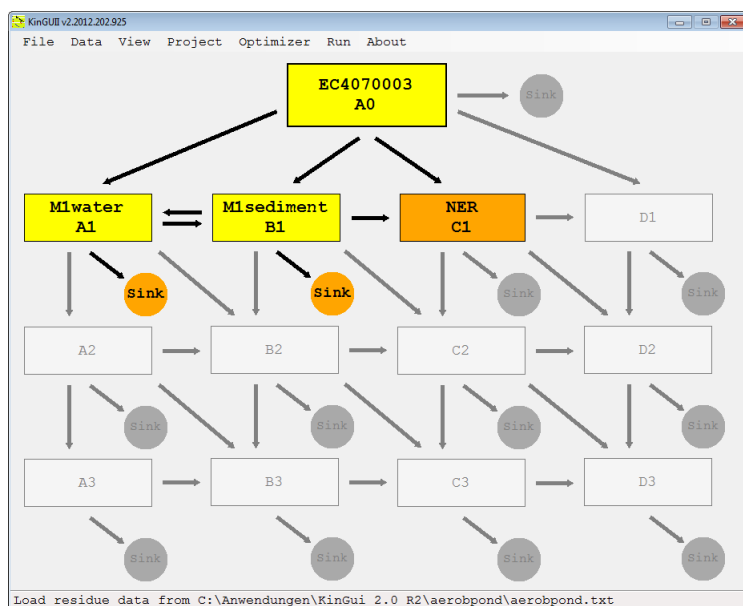 KinGUII v2.2012.202.925
File Data View Project Optimizer Run About
EC4070003
A0
Sink
M1water
A1
M1sediment
B1
NER
C1
D1
Sink
Sink
Sink
Sink
A2
B2
C2
D2
Sink
Sink
Sink
Sink
A3
B3
C3
D3
Sink
Sink
Sink
Sink
Load residue data from C:\Anwendungen\KinGui 2.0 R2\aerobpond\aerobpond.txt